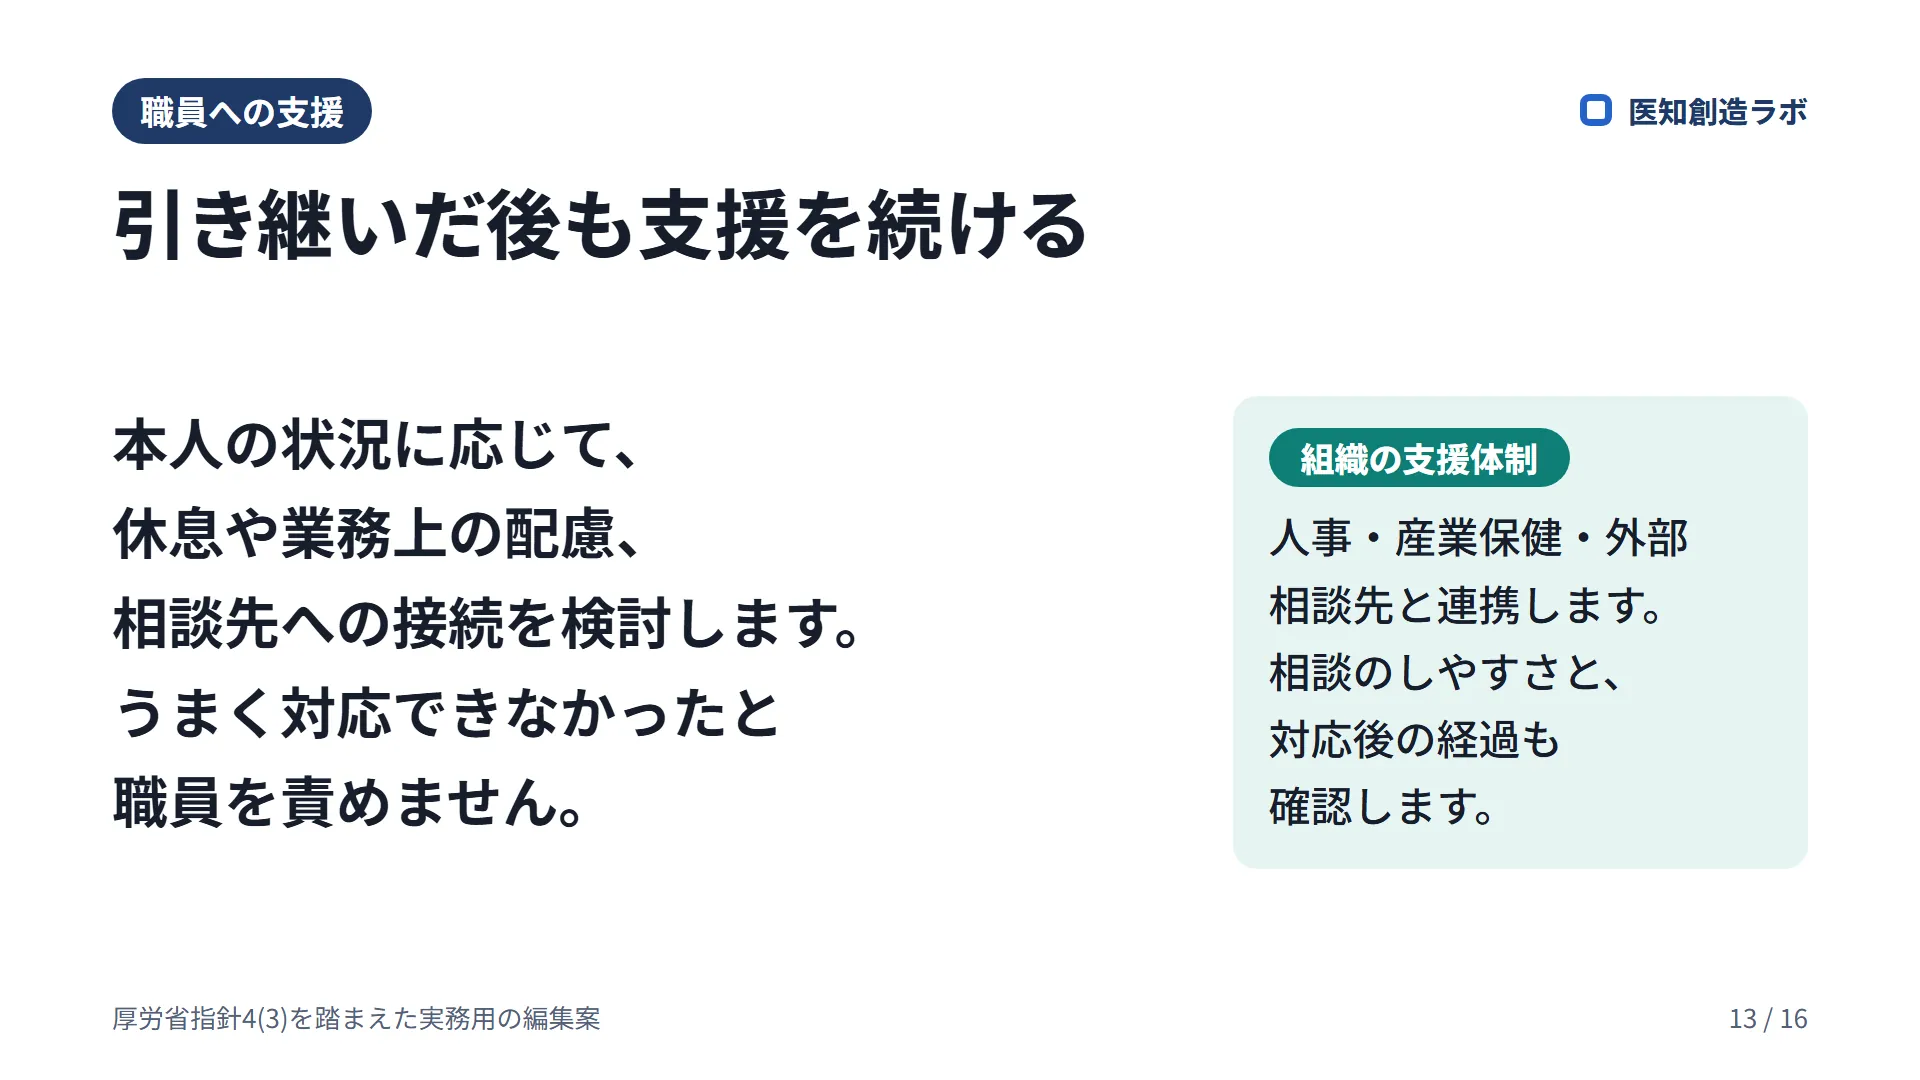 職員への支援
医知創造ラボ
引き継いだ後も支援を続ける
本人の状況に応じて、
休息や業務上の配慮、
相談先への接続を検討します。
うまく対応できなかったと
職員を責めません。
組織の支援体制
人事・産業保健・外部
相談先と連携します。
相談のしやすさと、
対応後の経過も
確認します。
厚労省指針4(3)を踏まえた実務用の編集案
13 / 16